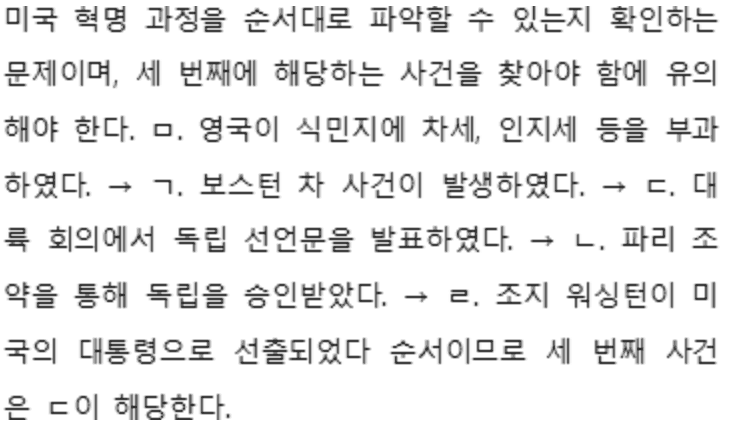 미국 혁명 과정을 순서대로 파악할 수 있는지 확인하는
문제이며, 세 번째에 해당하는 사건을 찾아야 함에 유의
해야 한다. ㅁ. 영국이 식민지에 차세, 인지세 등을 부과
하였다. → ㄱ. 보스턴 차 사건이 발생하였다. → ㄷ. 대
륙 회의에서 독립 선언문을 발표하였다. → ㄴ. 파리 조
약을 통해 독립을 승인받았다. → ㄹ. 조지 워싱턴이 미
국의 대통령으로 선출되었다 순서이므로 세 번째 사건
은 ㄷ이 해당한다.